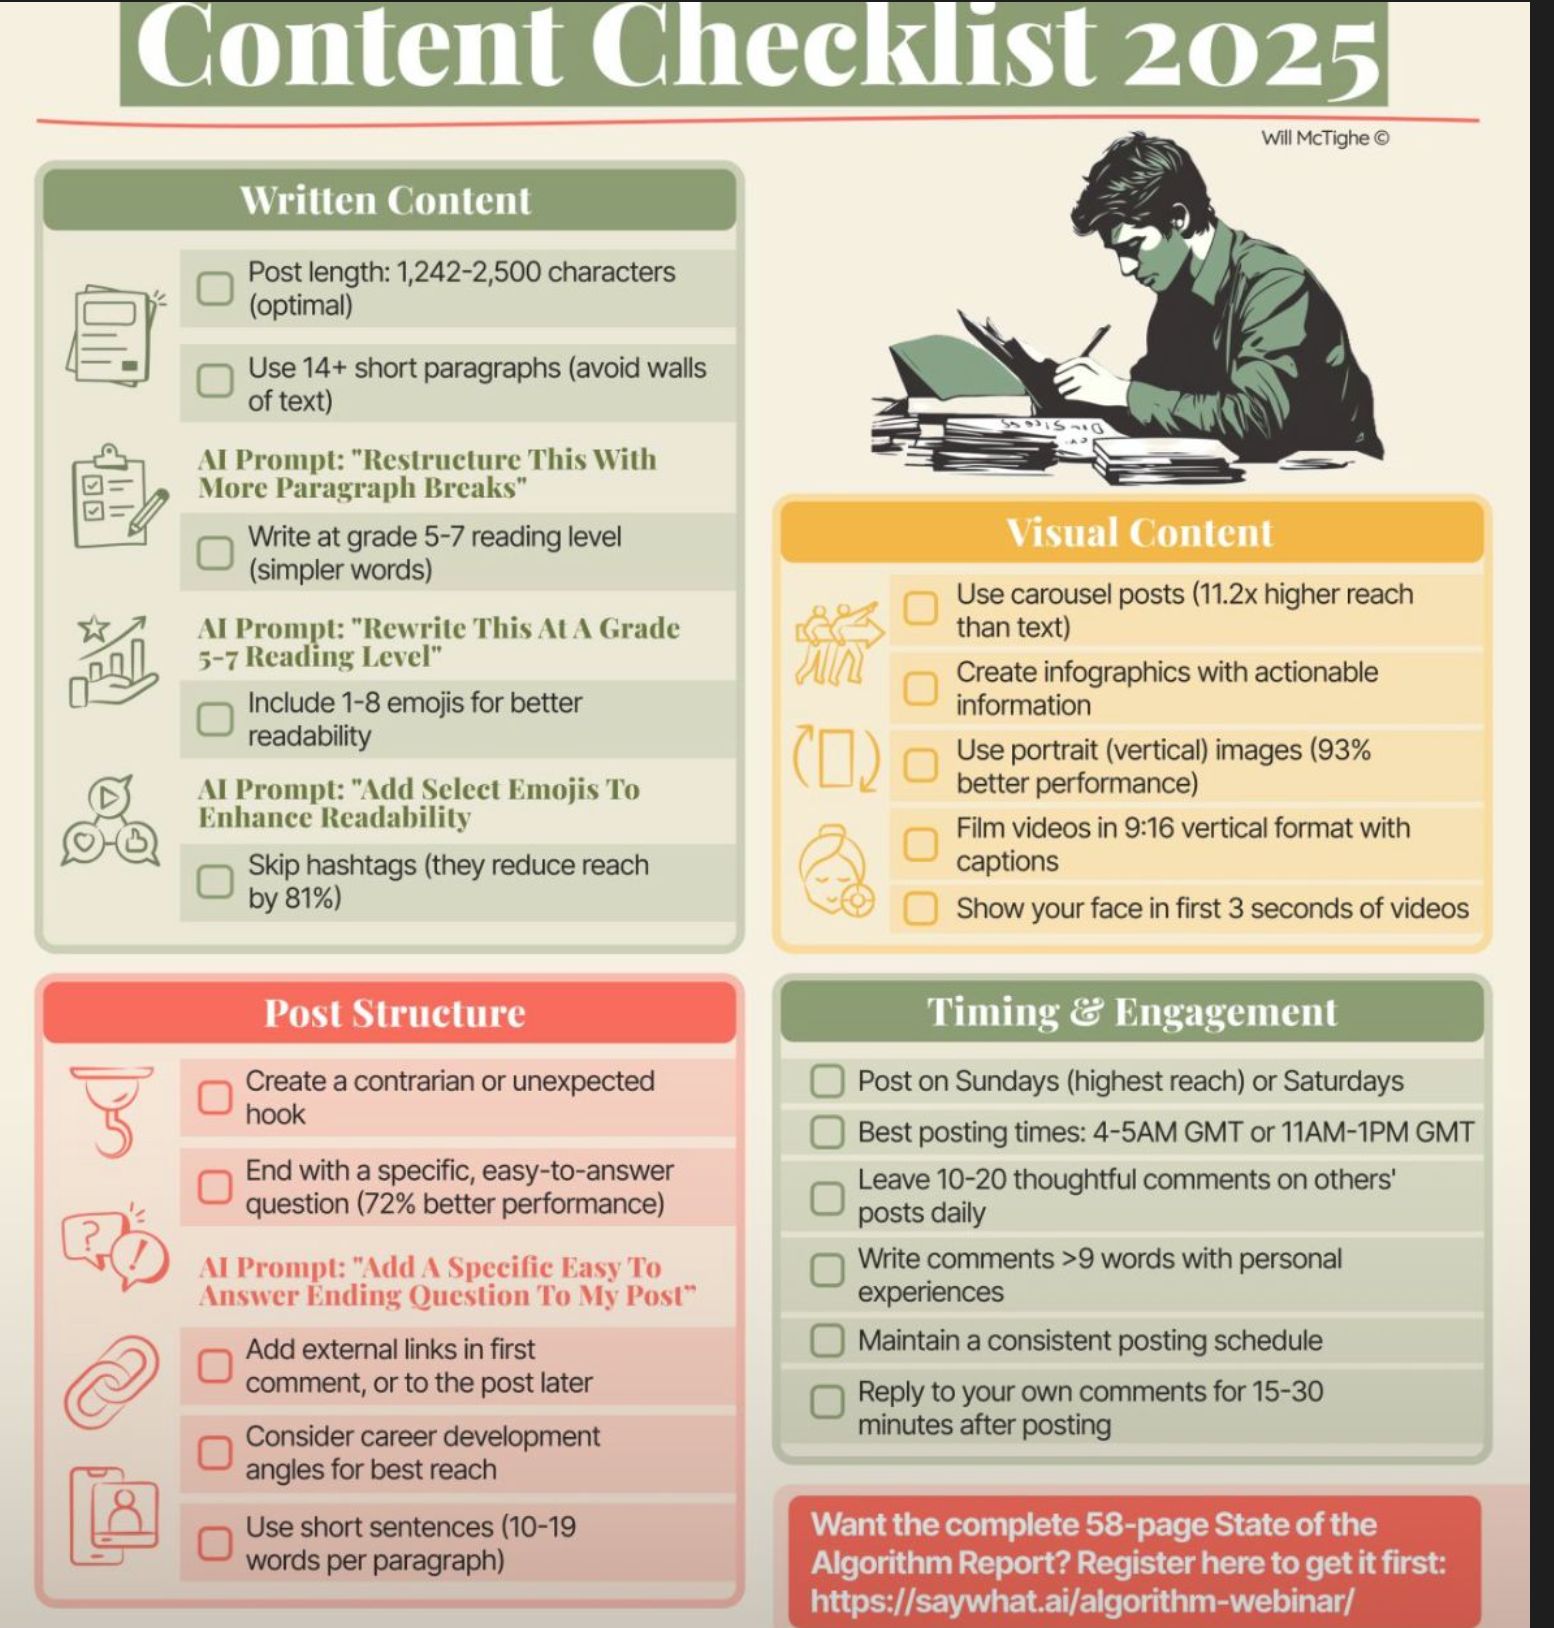 Content Checklist 2025
Will McTighe ©
Written Content
Post length: 1,242-2,500 characters
(optimal)
Use 14+ short paragraphs (avoid walls
of text)
AI Prompt: "Restructure This With
More Paragraph Breaks"
Write at grade 5-7 reading level
(simpler words)
AI Prompt: "Rewrite This At A Grade
5-7 Reading Level"
Include 1-8 emojis for better
readability
AI Prompt: "Add Select Emojis To
Enhance Readability
Skip hashtags (they reduce reach
by 81%)
Visual Content
Use carousel posts (11.2x higher reach
than text)
Create infographics with actionable
information
Use portrait (vertical) images (93%
better performance)
Film videos in 9:16 vertical format with
captions
Show your face in first 3 seconds of videos
Post Structure
Create a contrarian or unexpected
hook
End with a specific, easy-to-answer
question (72% better performance)
AI Prompt: "Add A Specific Easy To
Answer Ending Question To My Post”
Add external links in first
comment, or to the post later
Consider career development
angles for best reach
Use short sentences (10-19
words per paragraph)
Timing & Engagement
Post on Sundays (highest reach) or Saturdays
Best posting times: 4-5AM GMT or 11AM-1PM GMT
Leave 10-20 thoughtful comments on others'
posts daily
Write comments >9 words with personal
experiences
Maintain a consistent posting schedule
Reply to your own comments for 15-30
minutes after posting
Want the complete 58-page State of the
Algorithm Report? Register here to get it first:
https://saywhat.ai/algorithm-webinar/